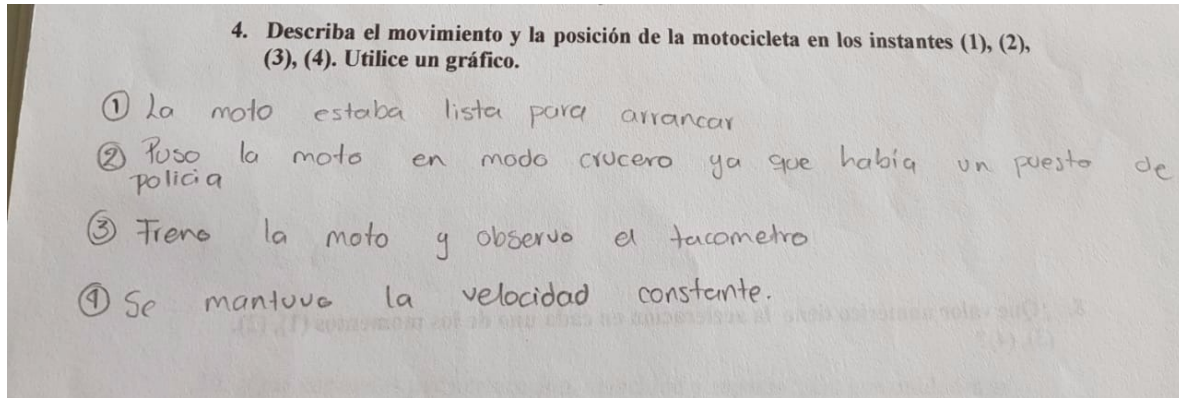 4. Describa el movimiento y la posición de la motocicleta en los instantes (1), (2),
(3), (4). Utilice un gráfico.
① La moto estaba lista para arrancar
② Puso la moto en modo crucero ya que había un puesto de
policia
③ Freno la moto y observo el tacometro
④ Se mantuvo la velocidad constante.